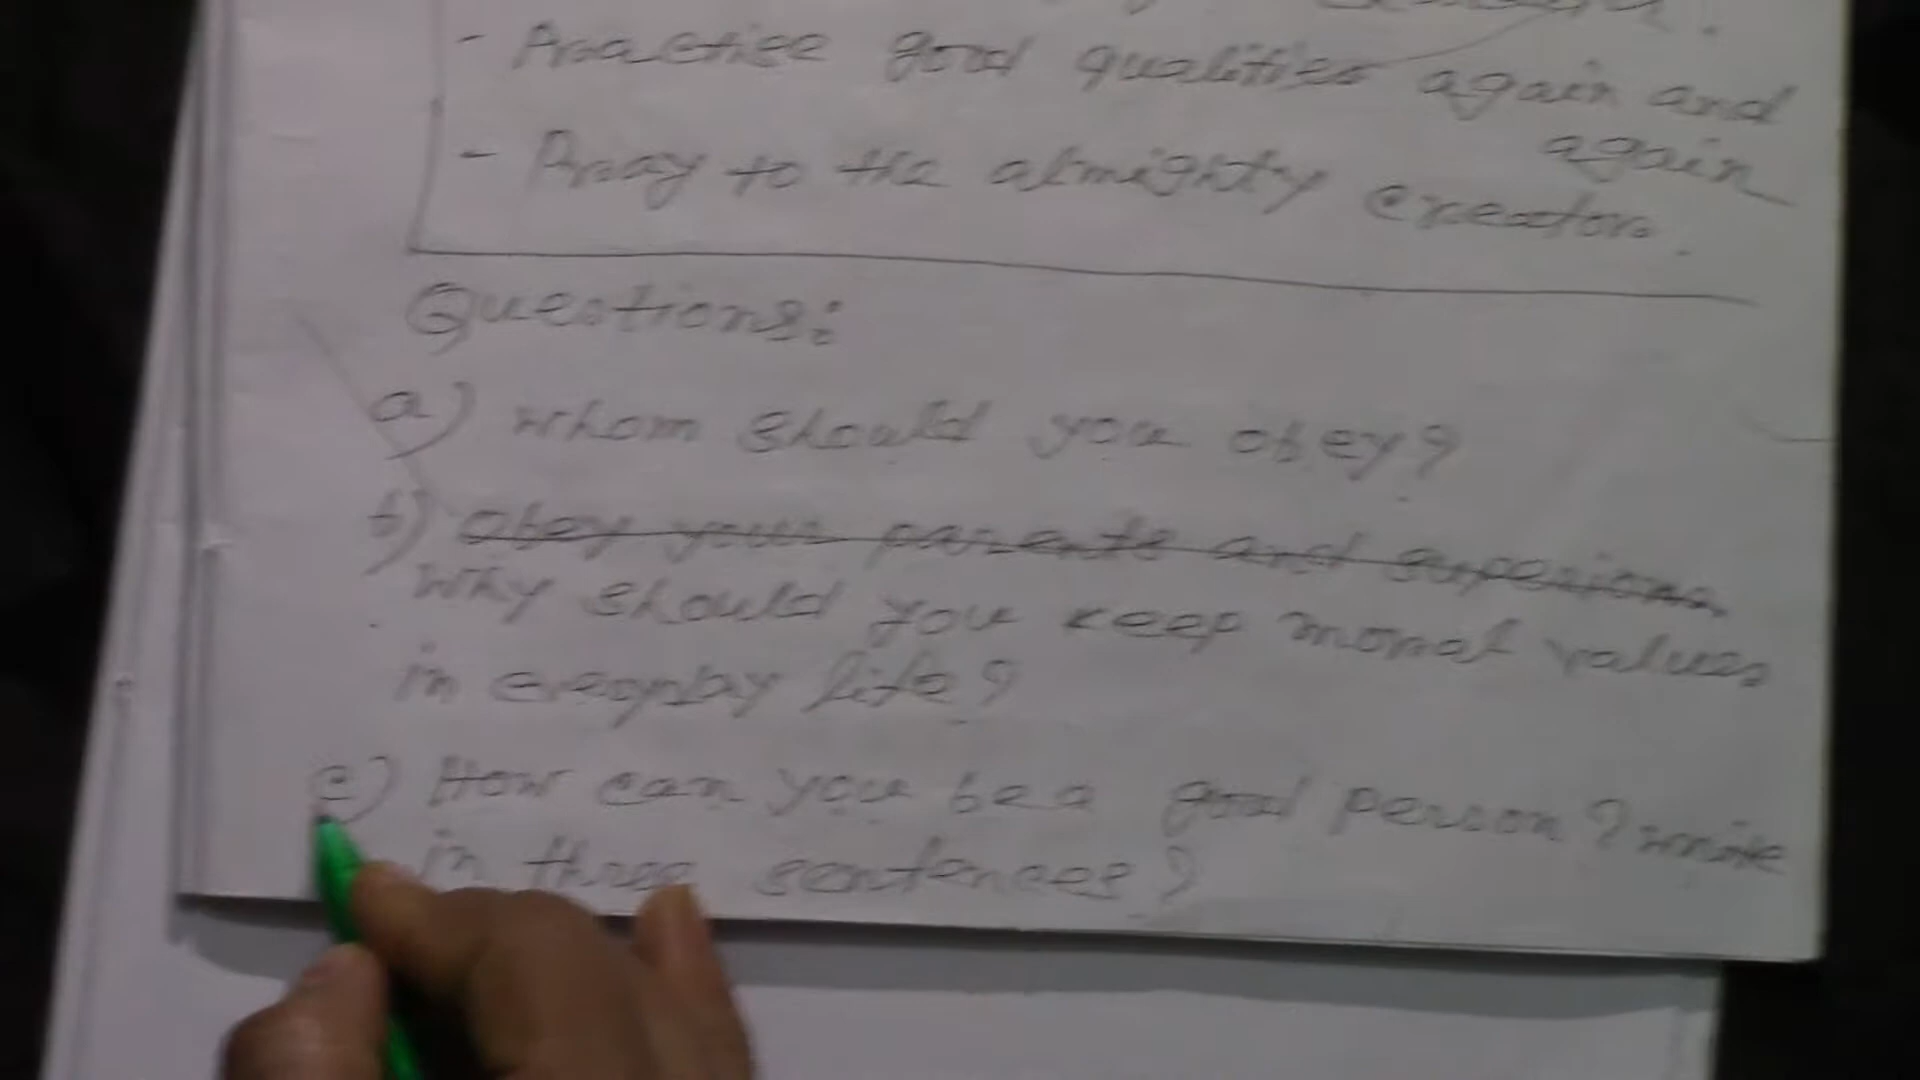 - Practice good qualities again and
again
- Pray to the almighty creator.
Questions:
a) whom should you obey?
b) Obey your parents and superiors.
Why should you keep moral values
in everyday life?
c) How can you be a good person? write
in three sentences?